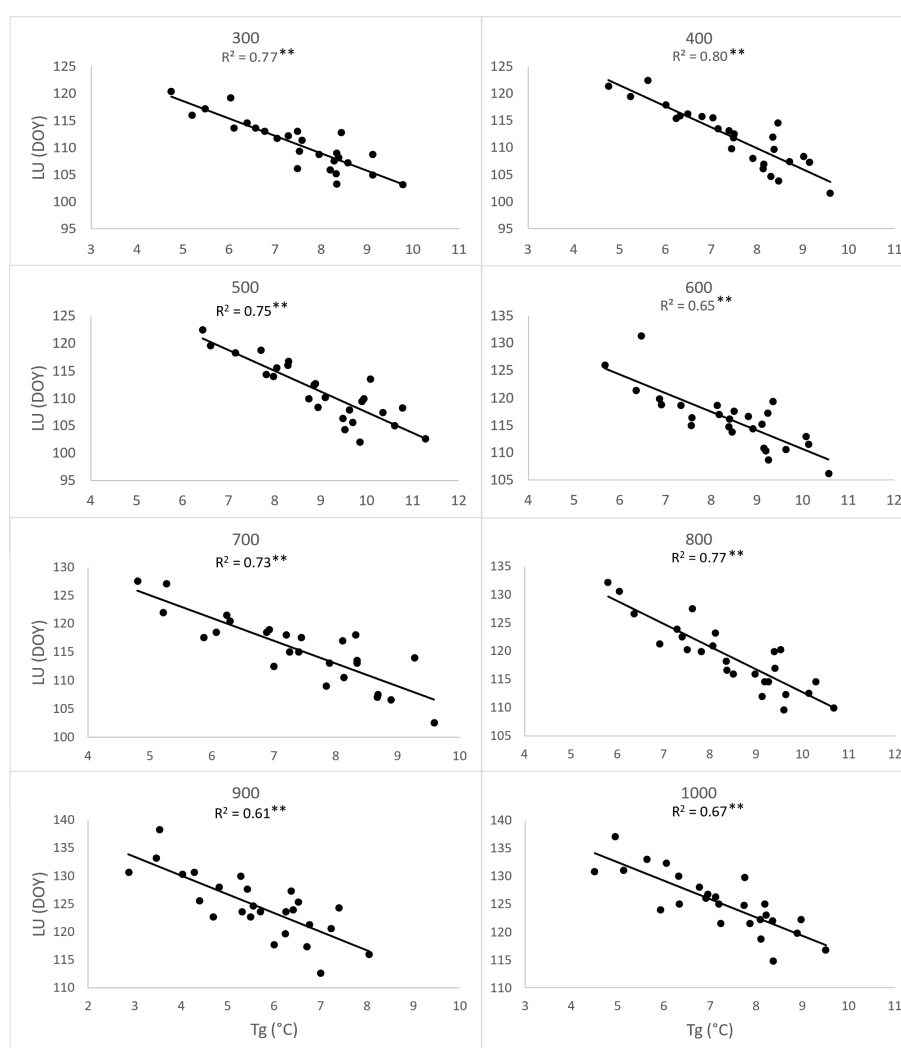 300
R² = 0.77**
LU (DOY)
125
120
115
110
105
100
95
3 4 5 6 7 8 9 10 11
400
R² = 0.80**
125
120
115
110
105
100
95
3 4 5 6 7 8 9 10 11
500
R² = 0.75**
LU (DOY)
125
120
115
110
105
100
95
4 5 6 7 8 9 10 11 12
600
R² = 0.65**
135
130
125
120
115
110
105
4 5 6 7 8 9 10 11 12
700
R² = 0.73**
LU (DOY)
130
125
120
115
110
105
100
4 5 6 7 8 9 10
800
R² = 0.77**
135
130
125
120
115
110
105
4 5 6 7 8 9 10 11 12
900
R² = 0.61**
LU (DOY)
140
135
130
125
120
115
110
2 3 4 5 6 7 8 9 10
Tg (°C)
1000
R² = 0.67**
140
135
130
125
120
115
110
3 4 5 6 7 8 9 10 11
Tg (°C)